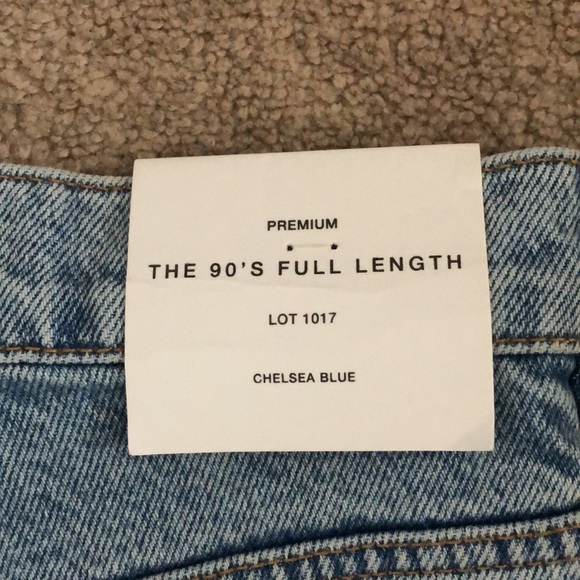 PREMIUM
THE 90'S FULL LENGTH
LOT 1017
CHELSEA BLUE